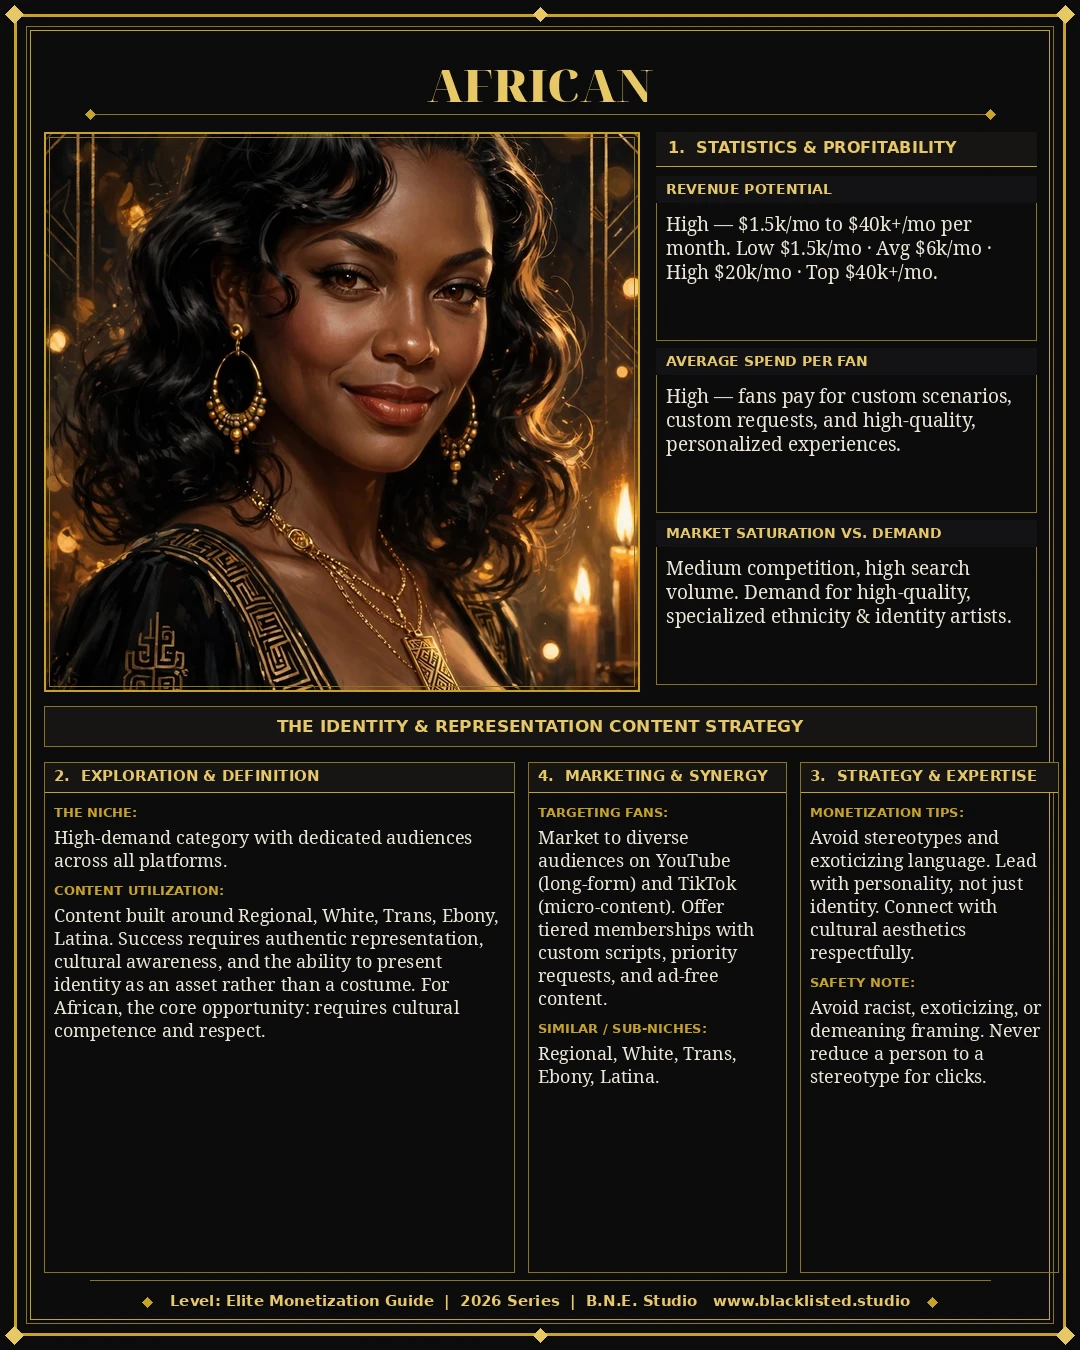 AFRICAN
1. STATISTICS & PROFITABILITY
REVENUE POTENTIAL
High — $1.5k/mo to $40k+/mo per
month. Low $1.5k/mo · Avg $6k/mo ·
High $20k/mo · Top $40k+/mo.
AVERAGE SPEND PER FAN
High — fans pay for custom scenarios,
custom requests, and high-quality,
personalized experiences.
MARKET SATURATION VS. DEMAND
Medium competition, high search
volume. Demand for high-quality,
specialized ethnicity & identity artists.
THE IDENTITY & REPRESENTATION CONTENT STRATEGY
2. EXPLORATION & DEFINITION
THE NICHE:
High-demand category with dedicated audiences
across all platforms.
CONTENT UTILIZATION:
Content built around Regional, White, Trans, Ebony,
Latina. Success requires authentic representation,
cultural awareness, and the ability to present
identity as an asset rather than a costume. For
African, the core opportunity: requires cultural
competence and respect.
4. MARKETING & SYNERGY
TARGETING FANS:
Market to diverse
audiences on YouTube
(long-form) and TikTok
(micro-content). Offer
tiered memberships with
custom scripts, priority
requests, and ad-free
content.
SIMILAR / SUB-NICHES:
Regional, White, Trans,
Ebony, Latina.
3. STRATEGY & EXPERTISE
MONETIZATION TIPS:
Avoid stereotypes and
exoticizing language. Lead
with personality, not just
identity. Connect with
cultural aesthetics
respectfully.
SAFETY NOTE:
Avoid racist, exoticizing, or
demeaning framing. Never
reduce a person to a
stereotype for clicks.
Level: Elite Monetization Guide | 2026 Series | B.N.E. Studio www.blacklisted.studio